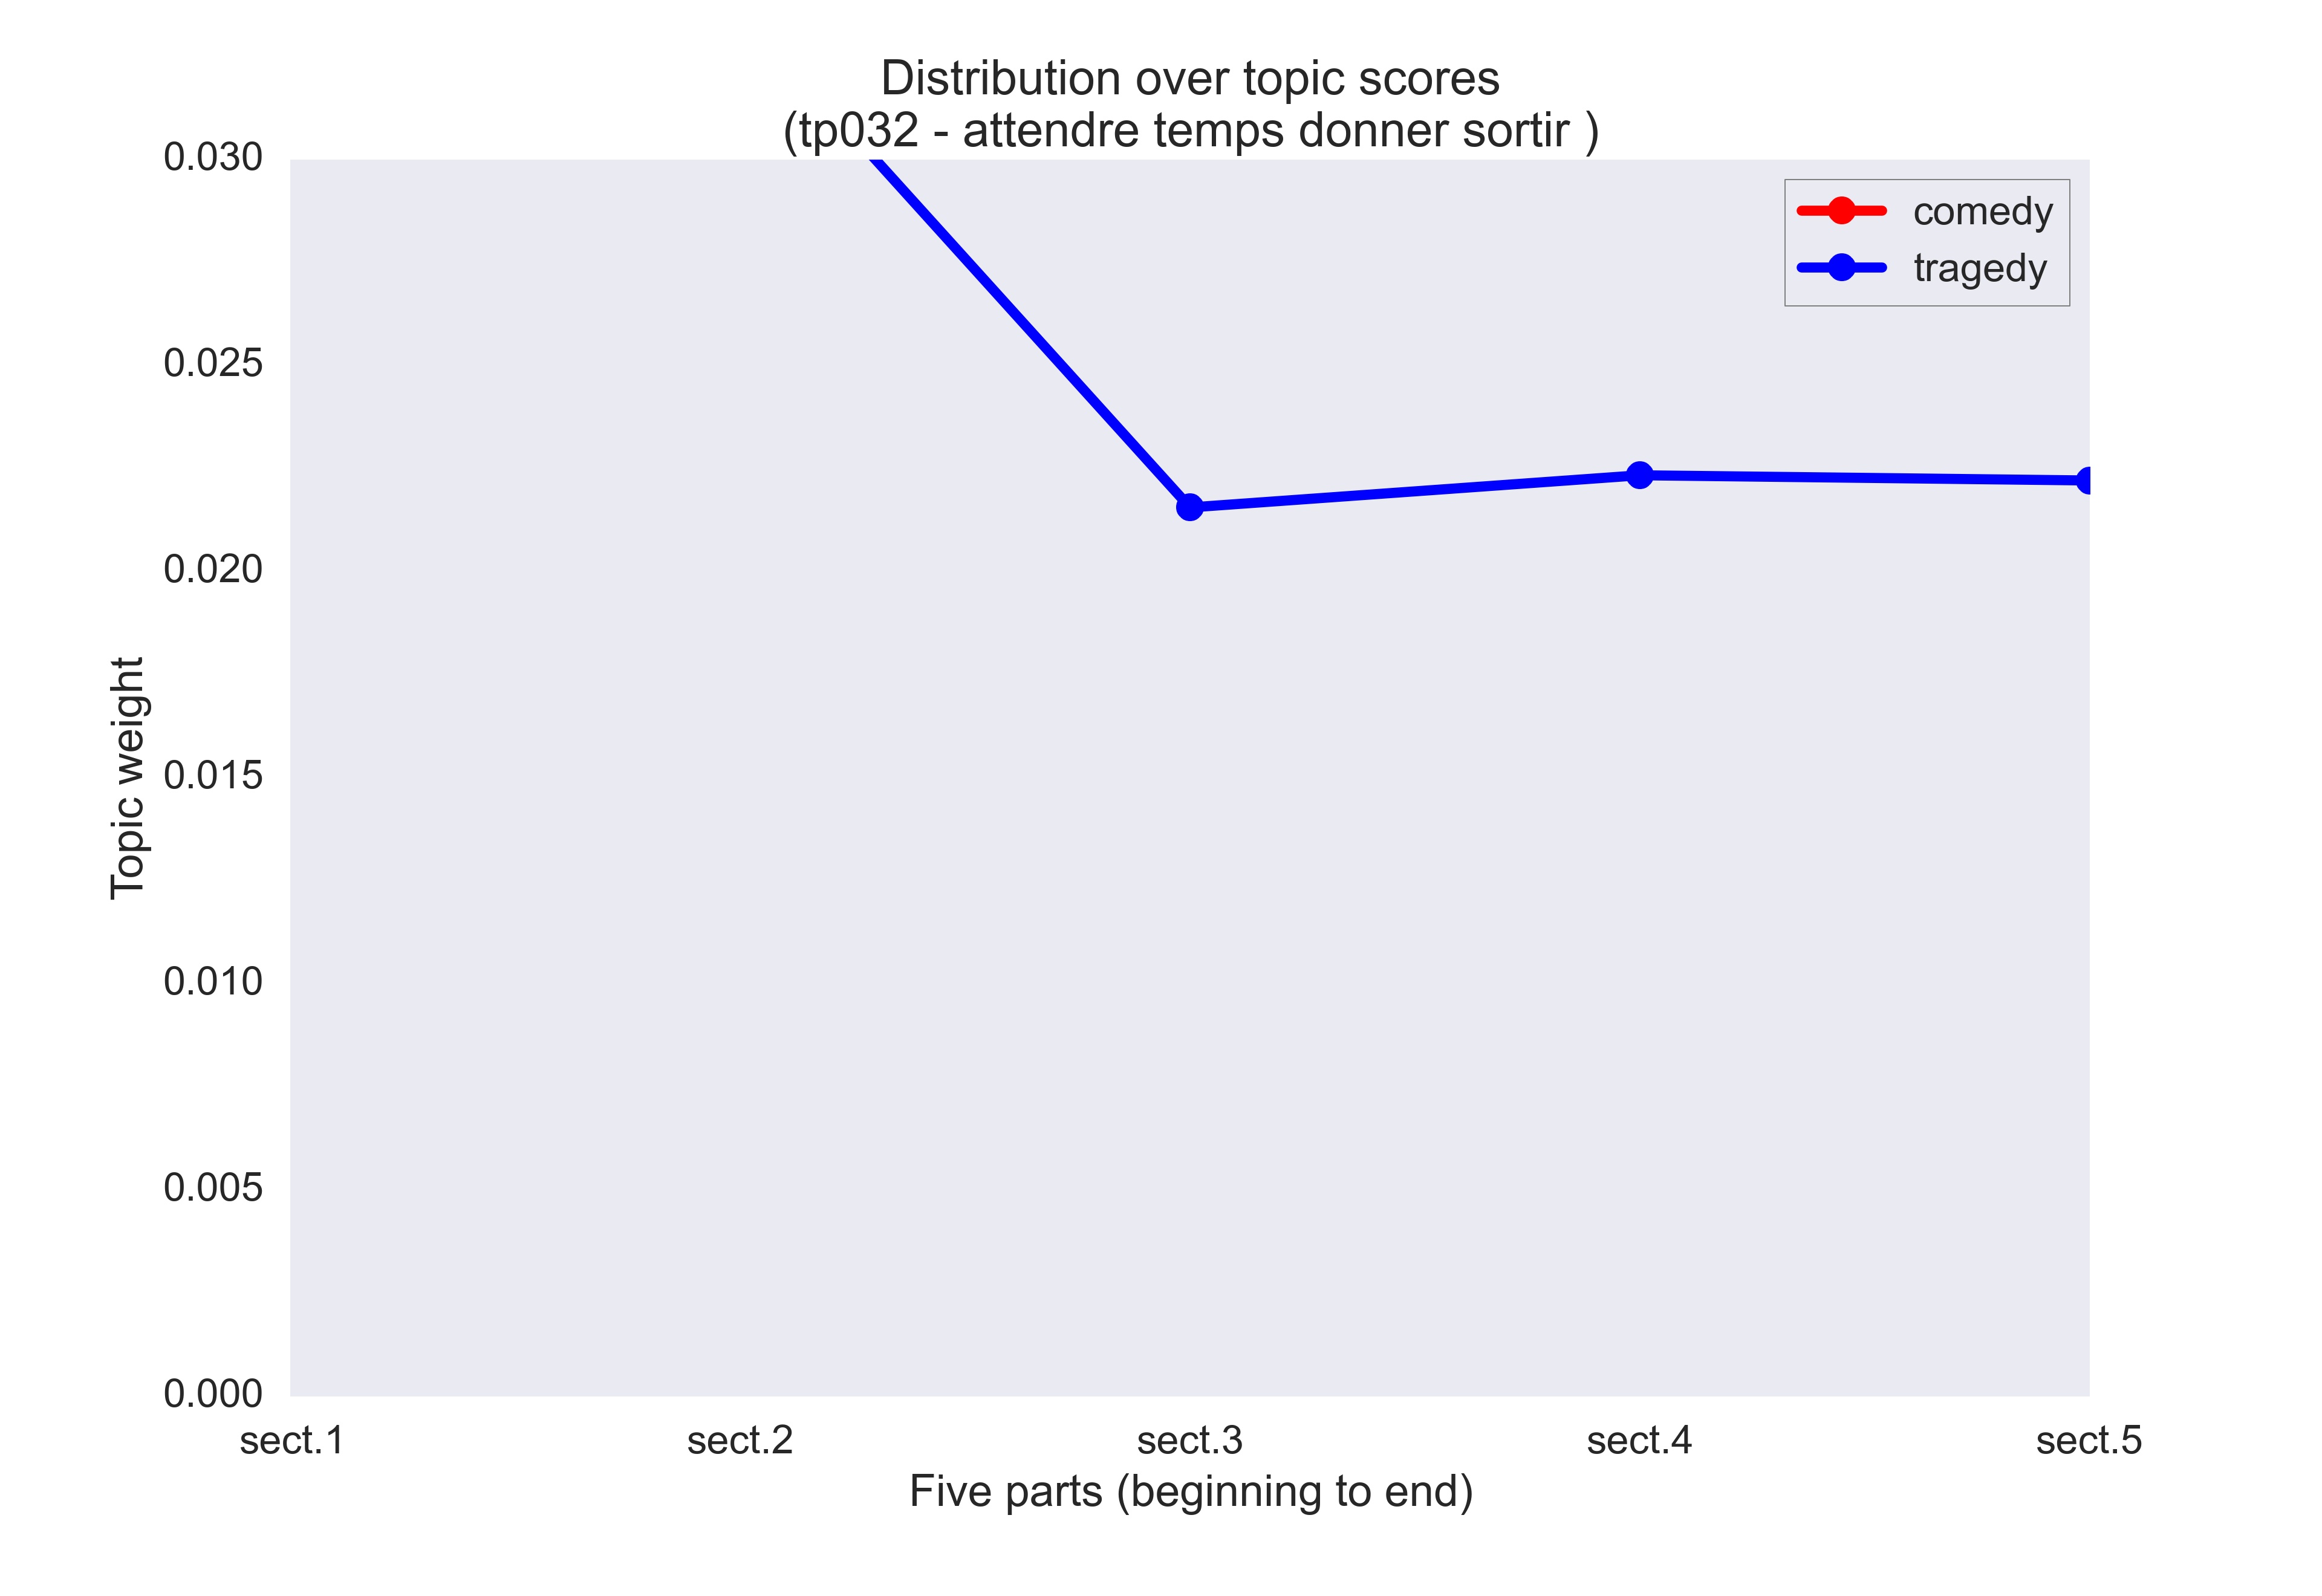 Distribution over topic scores
(tp032 - attendre temps donner sortir )
comedy
tragedy
Topic weight
0.030
0.025
0.020
0.015
0.010
0.005
0.000
sect.1 sect.2 sect.3 sect.4 sect.5
Five parts (beginning to end)